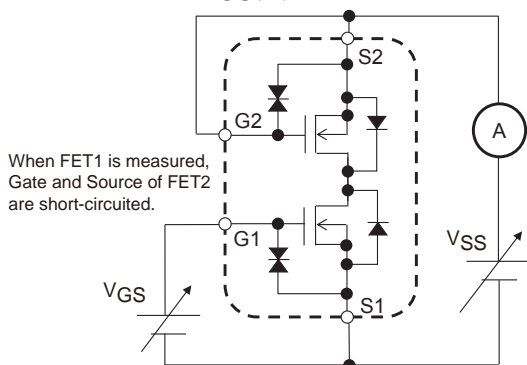 S2
G2
A
When FET1 is measured,
Gate and Source of FET2
are short-circuited.
G1
VSS
VGS
S1